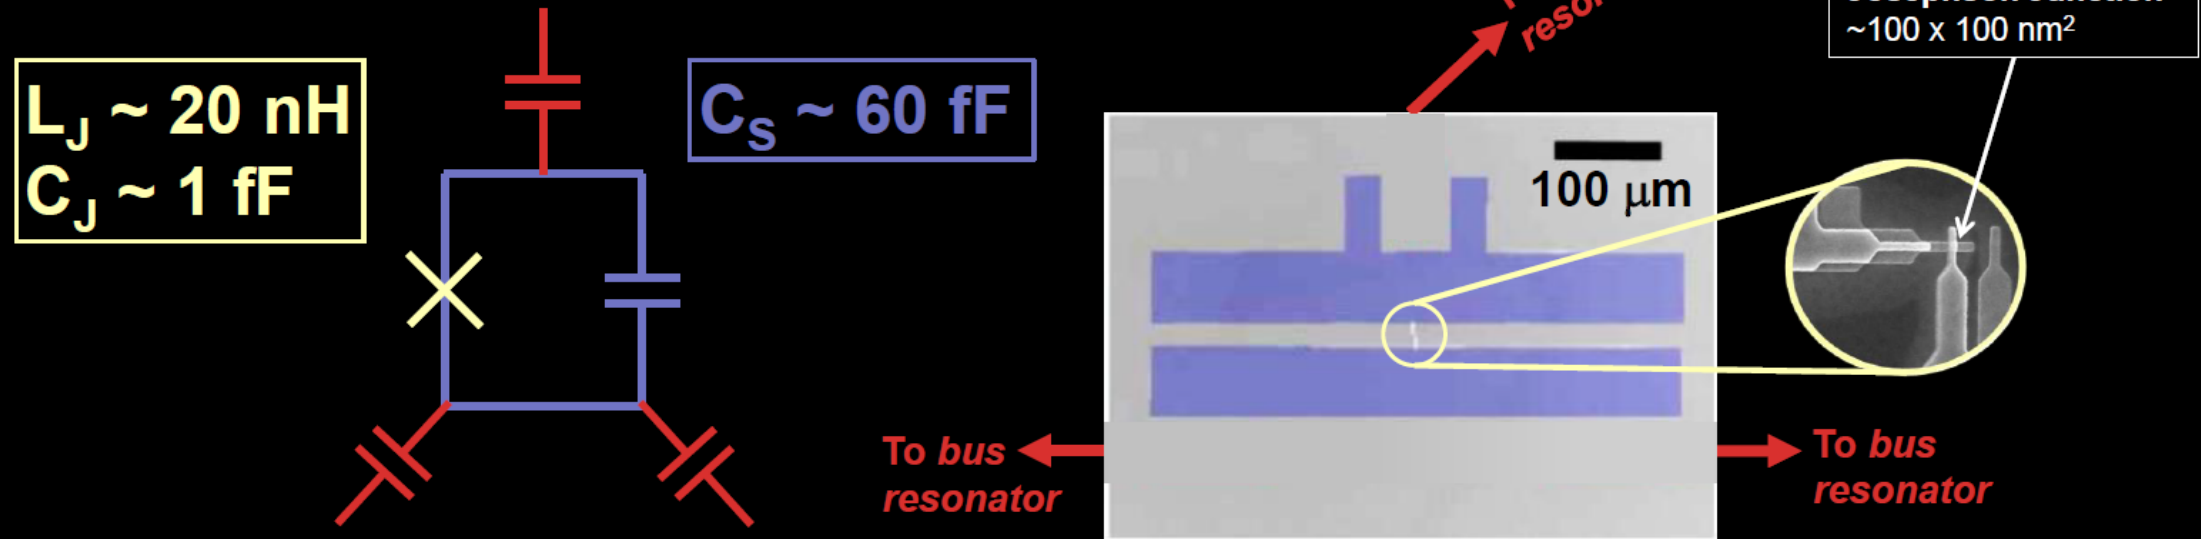 L_J ~ 20 nH
C_J ~ 1 fF
C_S ~ 60 fF
~100 x 100 nm²
100 μm
To bus
resonator
To bus
resonator